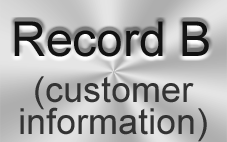 Record B
(customer
information)